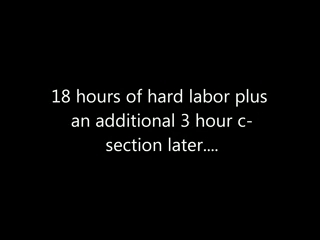 18 hours of hard labor plus
an additional 3 hour c-
section later....